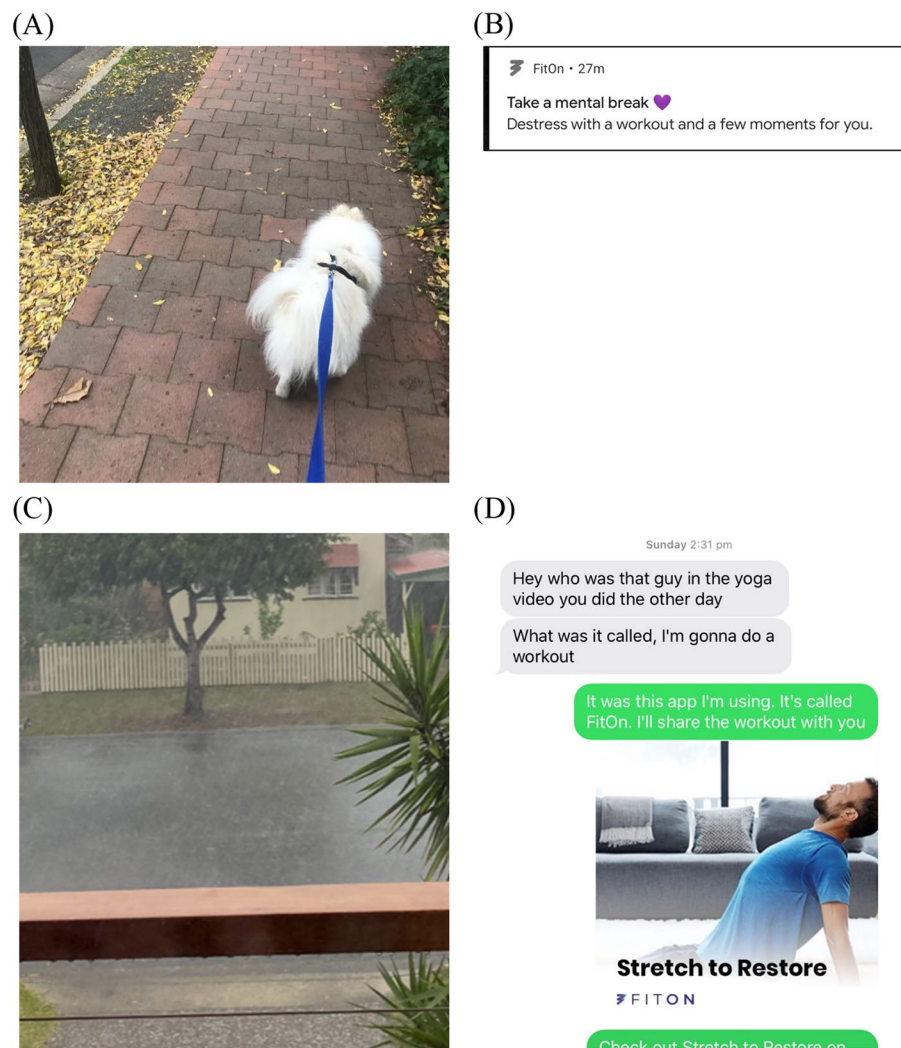 (A)
(B)
FitOn • 27m
Take a mental break 💜
Destress with a workout and a few moments for you.
(C)
(D)
Sunday 2:31 pm
Hey who was that guy in the yoga
video you did the other day
What was it called, I'm gonna do a
workout
It was this app I'm using. It's called
FitOn. I'll share the workout with you
Stretch to Restore
FITON
Check out Stretch to Restore on